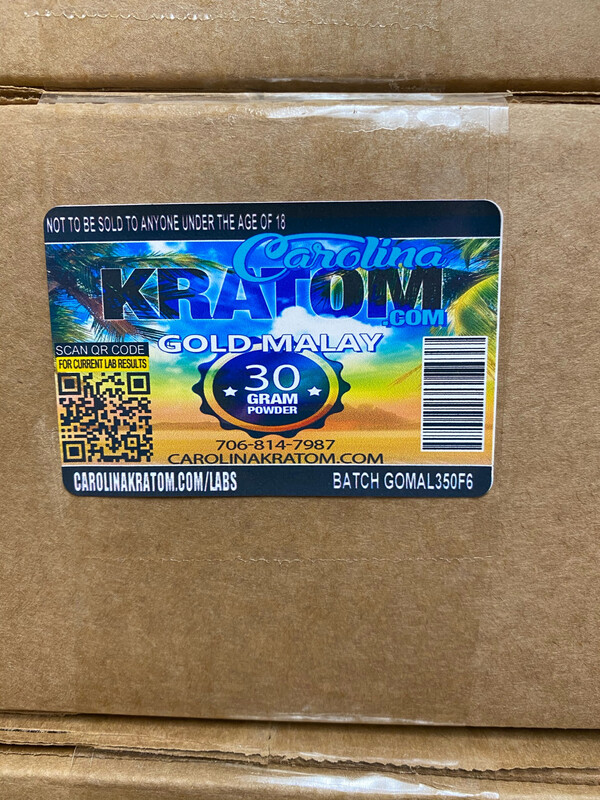 NOT TO BE SOLD TO ANYONE UNDER THE AGE OF 18
Carolina
KRATOM
.COM
GOLD MALAY
SCAN QR CODE
FOR CURRENT LAB RESULTS
30
GRAM
POWDER
706-814-7987
CAROLINAKRATOM.COM
CAROLINAKRATOM.COM/LABS
BATCH GOMAL350F6